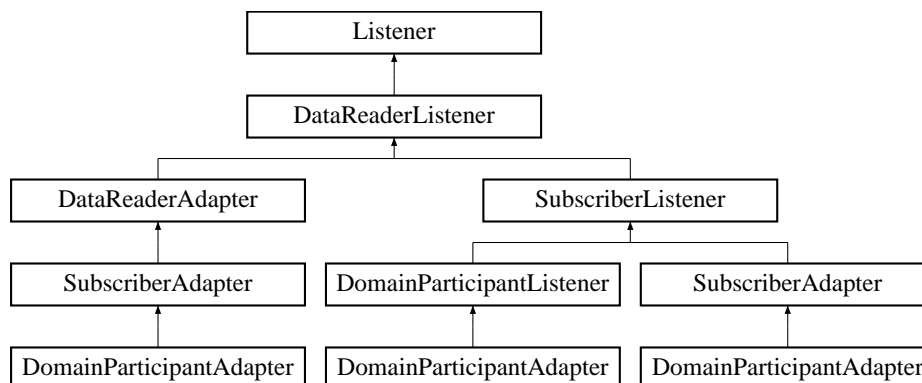 Listener
DataReaderListener
DataReaderAdapter
SubscriberListener
SubscriberAdapter
DomainParticipantListener
SubscriberAdapter
DomainParticipantAdapter
DomainParticipantAdapter
DomainParticipantAdapter